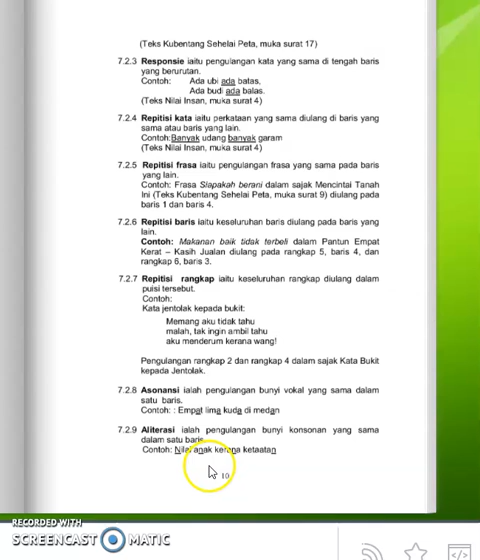 (Teks Kubentang Sehelai Peta, muka surat 17)
7.2.3 Responsie iaitu pengulangan kata yang sama di tengah baris
yang berurutan.
Contoh: Ada ubi ada batas,
Ada budi ada balas.
(Teks Nilai Insan, muka surat 4)
7.2.4 Repitisi kata iaitu perkataan yang sama diulang di baris yang
sama atau baris yang lain.
Contoh:Banyak udang banyak garam
(Teks Nilai Insan, muka surat 4)
7.2.5 Repitisi frasa iaitu pengulangan frasa yang sama pada baris
yang lain.
Contoh: Frasa Siapakah berani dalam sajak Mencintai Tanah
Ini (Teks Kubentang Sehelai Peta, muka surat 9) diulang pada
baris 1 dan baris 4.
7.2.6 Repitisi baris iaitu keseluruhan baris diulang pada baris yang
lain.
Contoh: Makanan baik tidak terbeli dalam Pantun Empat
Kerat – Kasih Jualan diulang pada rangkap 5, baris 4, dan
rangkap 6, baris 3.
7.2.7 Repitisi rangkap iaitu keseluruhan rangkap diulang dalam
puisi tersebut.
Contoh:
Kata jentolak kepada bukit:
Memang aku tidak tahu
malah, tak ingin ambil tahu
aku menderum kerana wang!
Pengulangan rangkap 2 dan rangkap 4 dalam sajak Kata Bukit
kepada Jentolak.
7.2.8 Asonansi ialah pengulangan bunyi vokal yang sama dalam
satu baris.
Contoh: : Empat lima kuda di medan
7.2.9 Aliterasi ialah pengulangan bunyi konsonan yang sama
dalam satu baris.
Contoh: Nilai anak kerana ketaatan
10
RECORDED WITH
SCREENCAST MATIC